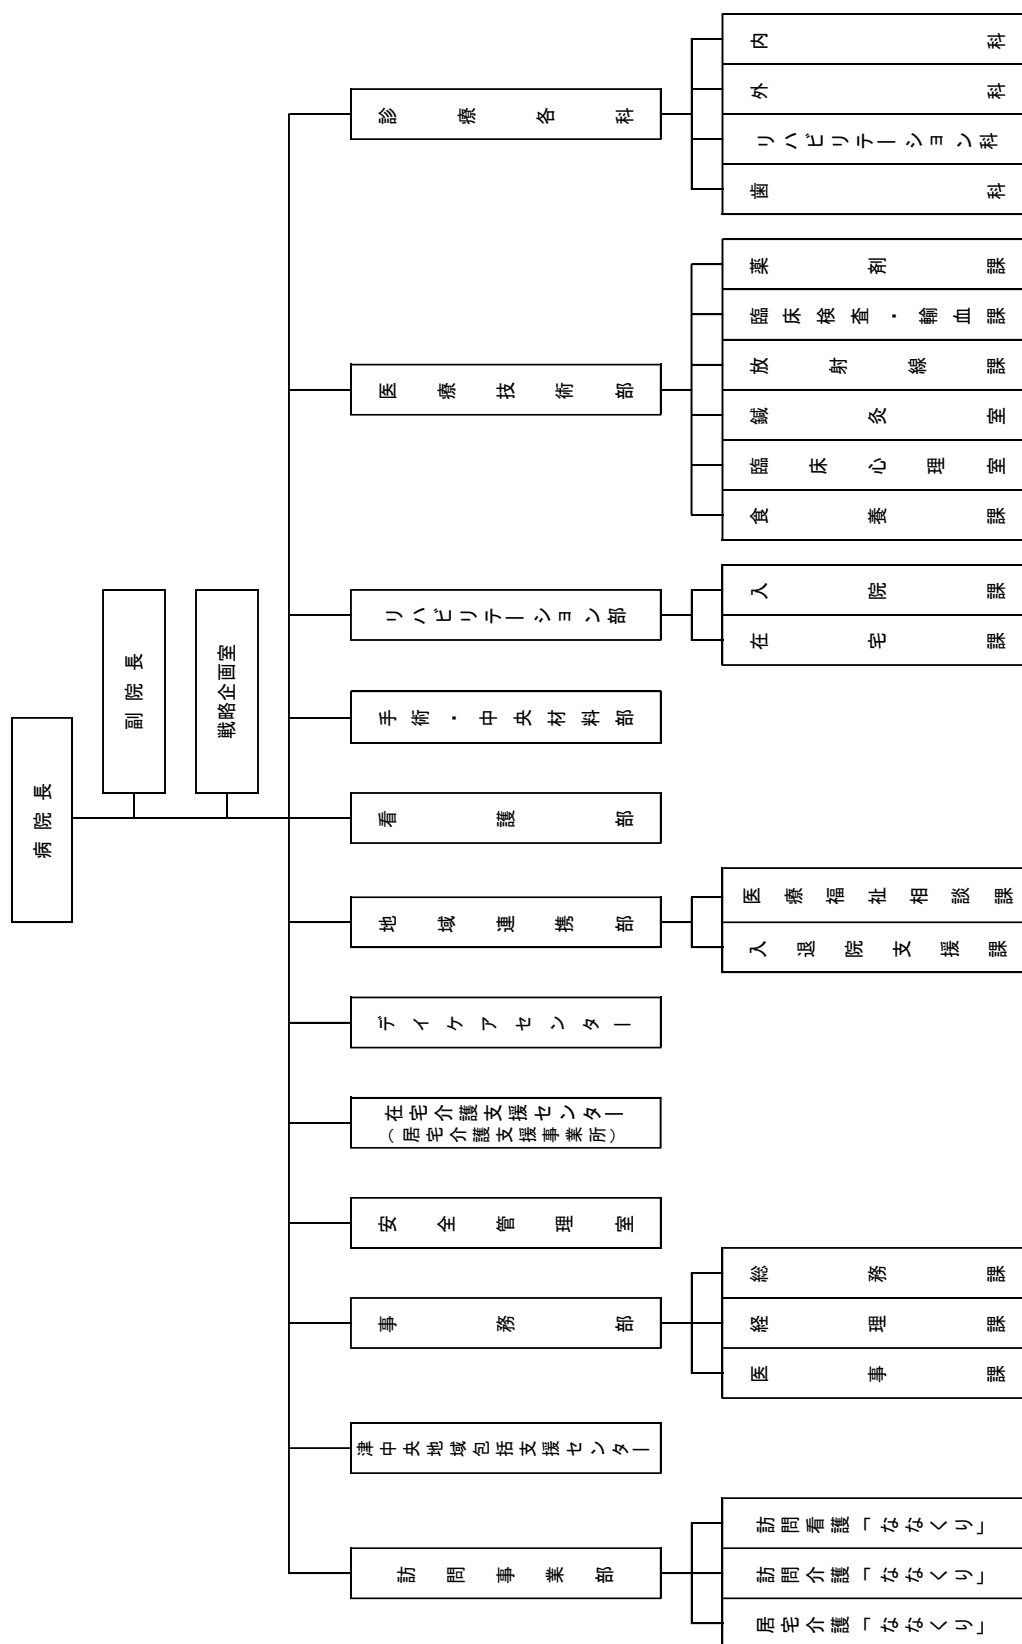 病院長
副院長
戦略企画室
診療各科
内科
外科
リハビリテーション科
歯科
医療技術部
薬剤課
臨床検査・輸血課
放射線課
鍼灸室
臨床心理室
食養課
リハビリテーション部
入院課
在宅課
手術・中央材料部
看護部
地域連携部
医療福祉相談課
入退院支援課
デイケアセンター
在宅介護支援センター
（居宅介護支援事業所）
安全管理室
事務部
総務課
経理課
医事課
津中央地域包括支援センター
訪問事業部
訪問看護「ななくり」
訪問介護「ななくり」
居宅介護「ななくり」